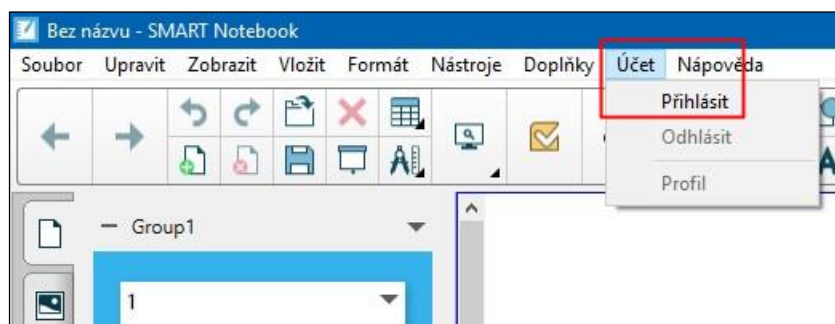 Bez názvu - SMART Notebook
Soubor Upravit Zobrazit Vložit Formát Nástroje Doplňky Účet Nápověda
Přihlásit
Odhlásit
Profil
Group1
1